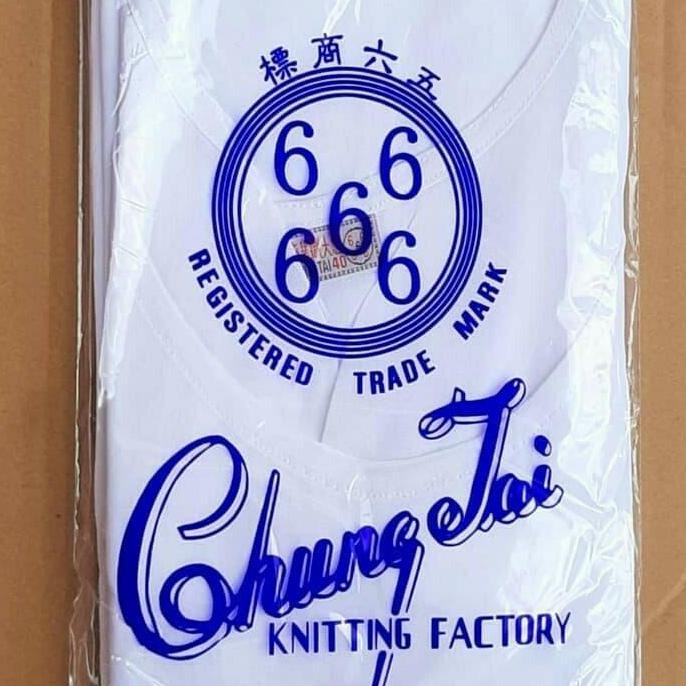 標商六五
6 6
6
6 6
REGISTERED TRADE MARK
Chung Tai
KNITTING FACTORY